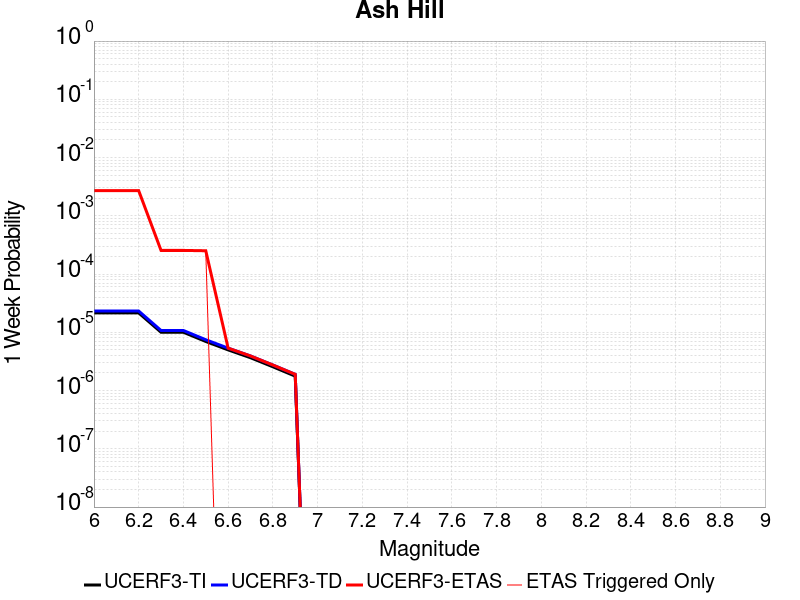 Ash Hill
10^0
10^-1
10^-2
10^-3
10^-4
10^-5
10^-6
10^-7
10^-8
1 Week Probability
6 6.2 6.4 6.6 6.8 7 7.2 7.4 7.6 7.8 8 8.2 8.4 8.6 8.8 9
Magnitude
UCERF3-TI UCERF3-TD UCERF3-ETAS ETAS Triggered Only